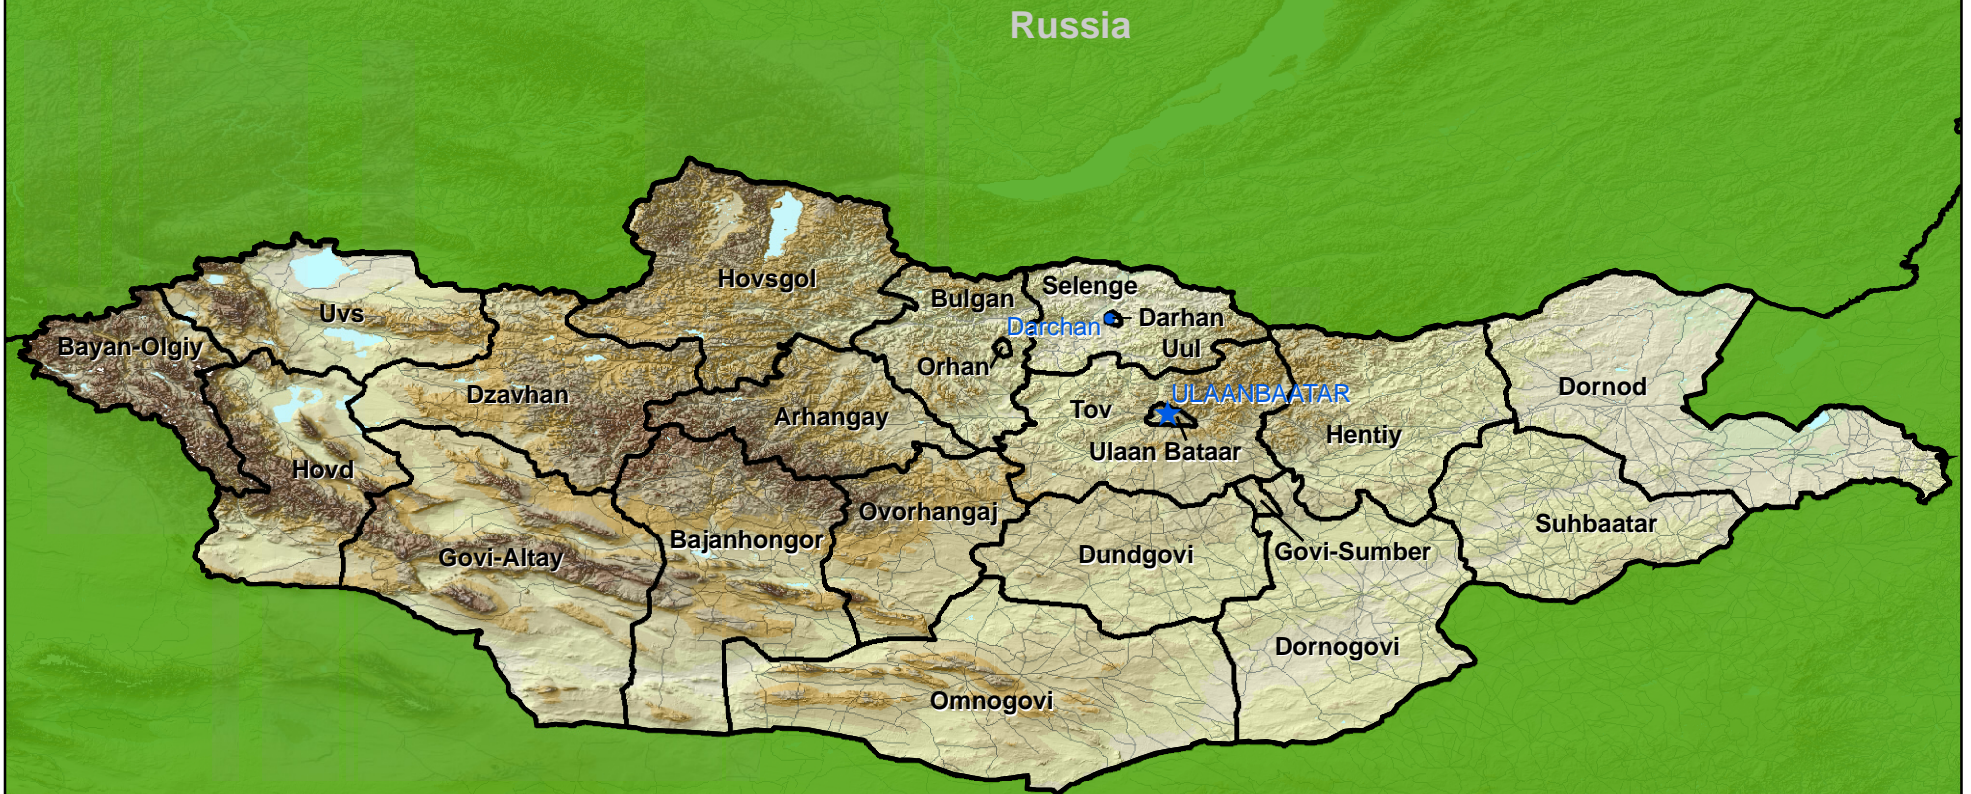 Russia
Hovsgol
Selenge
Bulgan
Uvs
Darchan
Darhan
Bayan-Olgiy
Uul
Orhan
Dornod
Dzavhan
ULAANBAATAR
Tov
Arhangay
Hentiy
Ulaan Bataar
Hovd
Ovorhangaj
Suhbaatar
Bajanhongor
Govi-Altay
Dundgovi
Govi-Sumber
Dornogovi
Omnogovi